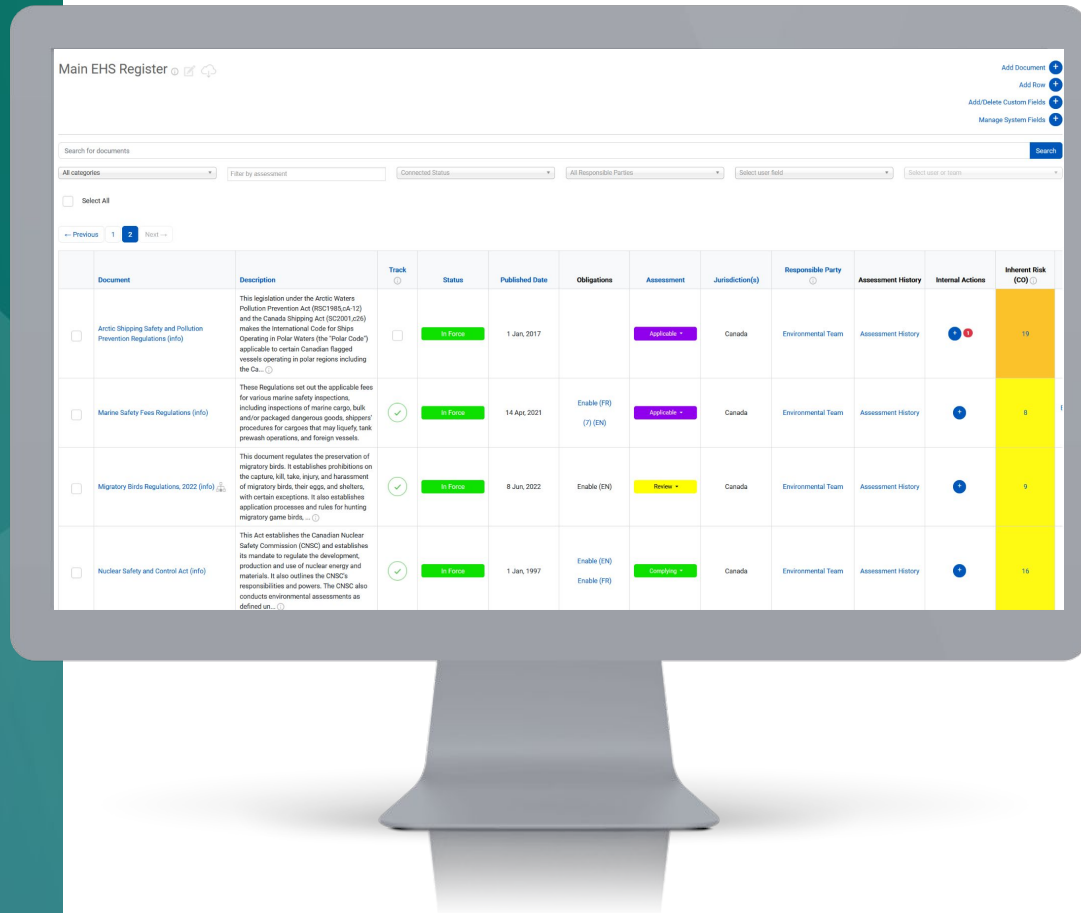 Main EHS Register
Add Document
Add Row
Add/Delete Custom Fields
Manage System Fields
Search for documents
Search
All categories
Filter by assessment
Connected Status
All Responsible Parties
Select user field
Select user or team
Select All
← Previous 1 2 Next →
Document
Description
Track
Status
Published Date
Obligations
Assessment
Jurisdiction(s)
Responsible Party
Assessment History
Internal Actions
Inherent Risk
(CO)
Arctic Shipping Safety and Pollution
Prevention Regulations (info)
This legislation under the Arctic Waters
Pollution Prevention Act (RSC1985,cA-12)
and the Canada Shipping Act (SC2001,c26)
makes the International Code for Ships
Operating in Polar Waters (the "Polar Code")
applicable to certain Canadian flagged
vessels operating in polar regions including
the Ca...
In Force
1 Jan, 2017
Applicable
Canada
Environmental Team
Assessment History
1
19
Marine Safety Fees Regulations (info)
These Regulations set out the applicable fees
for various marine safety inspections,
including inspections of marine cargo, bulk
and/or packaged dangerous goods, shippers'
procedures for cargoes that may liquefy, tank
prewash operations, and foreign vessels.
In Force
14 Apr, 2021
Enable (FR)
(7) (EN)
Applicable
Canada
Environmental Team
Assessment History
8
Migratory Birds Regulations, 2022 (info)
This document regulates the preservation of
migratory birds. It establishes prohibitions on
the capture, kill, take, injury, and harassment
of migratory birds, their eggs, and shelters,
with certain exceptions. It also establishes
application processes and rules for hunting
migratory game birds, ...
In Force
8 Jun, 2022
Enable (EN)
Review
Canada
Environmental Team
Assessment History
9
Nuclear Safety and Control Act (info)
This Act establishes the Canadian Nuclear
Safety Commission (CNSC) and establishes
its mandate to regulate the development,
production and use of nuclear energy and
materials. It also outlines the CNSC's
responsibilities and powers. The CNSC also
conducts environmental assessments as
defined un...
In Force
1 Jan, 1997
Enable (EN)
Enable (FR)
Complying
Canada
Environmental Team
Assessment History
16